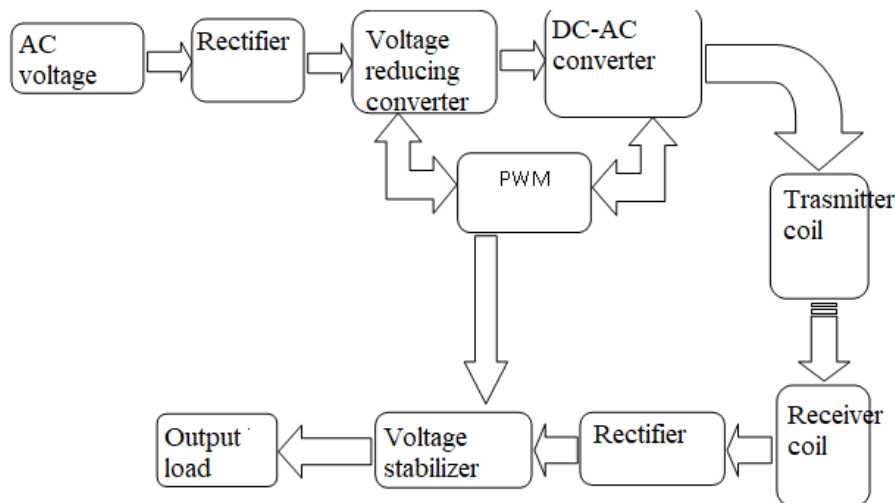 AC
voltage
Rectifier
Voltage
reducing
converter
DC-AC
converter
PWM
Trasmitter
coil
Receiver
coil
Rectifier
Voltage
stabilizer
Output
load